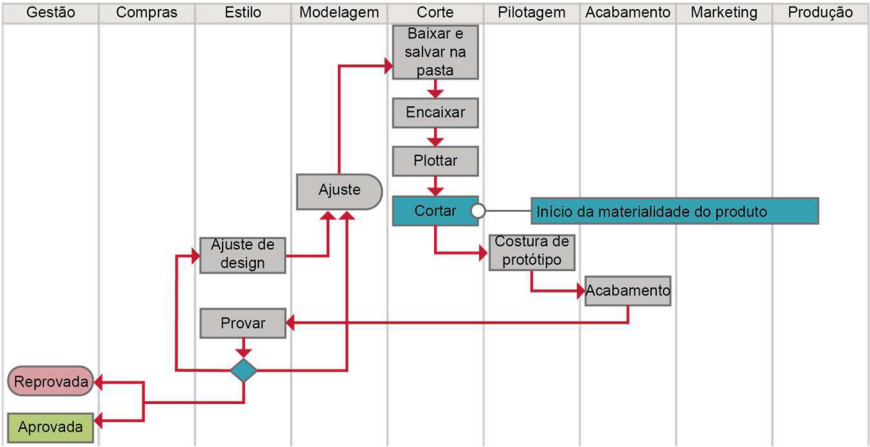 Gestão Compras Estilo Modelagem Corte Pilotagem Acabamento Marketing Produção
Baixar e
salvar na
pasta
Encaixar
Plottar
Ajuste
Cortar
Início da materialidade do produto
Ajuste de
design
Costura de
protótipo
Acabamento
Provar
Reprovada
Aprovada